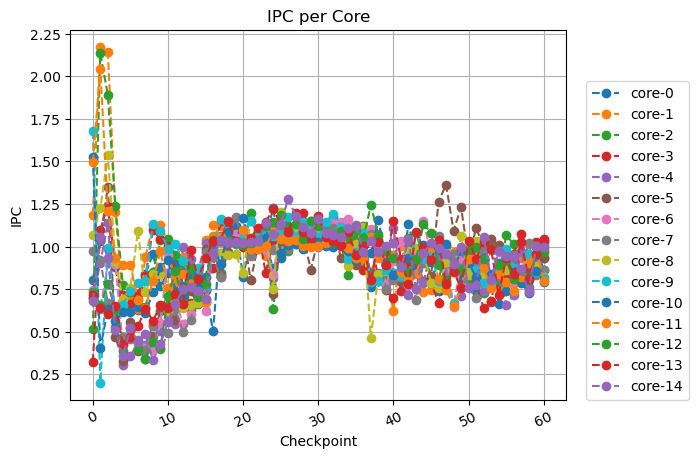 IPC per Core
2.25
2.00
1.75
1.50
1.25
1.00
0.75
0.50
0.25
IPC
0
10
20
30
40
50
60
Checkpoint
core-0
core-1
core-2
core-3
core-4
core-5
core-6
core-7
core-8
core-9
core-10
core-11
core-12
core-13
core-14